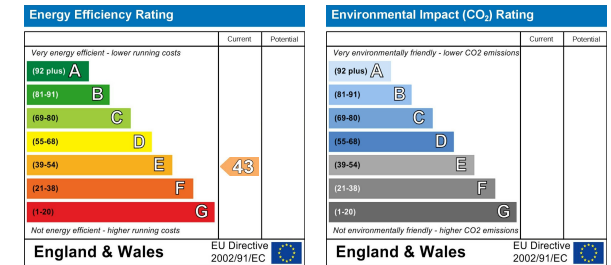 Energy Efficiency Rating
Current Potential
Very energy efficient - lower running costs
(92 plus) A
(81-91) B
(69-80) C
(55-68) D
(39-54) E 43
(21-38) F
(1-20) G
Not energy efficient - higher running costs
England & Wales
EU Directive
2002/91/EC
Environmental Impact (CO₂) Rating
Current Potential
Very environmentally friendly - lower CO2 emissions
(92 plus) A
(81-91) B
(69-80) C
(55-68) D
(39-54) E
(21-38) F
(1-20) G
Not environmentally friendly - higher CO2 emissions
England & Wales
EU Directive
2002/91/EC